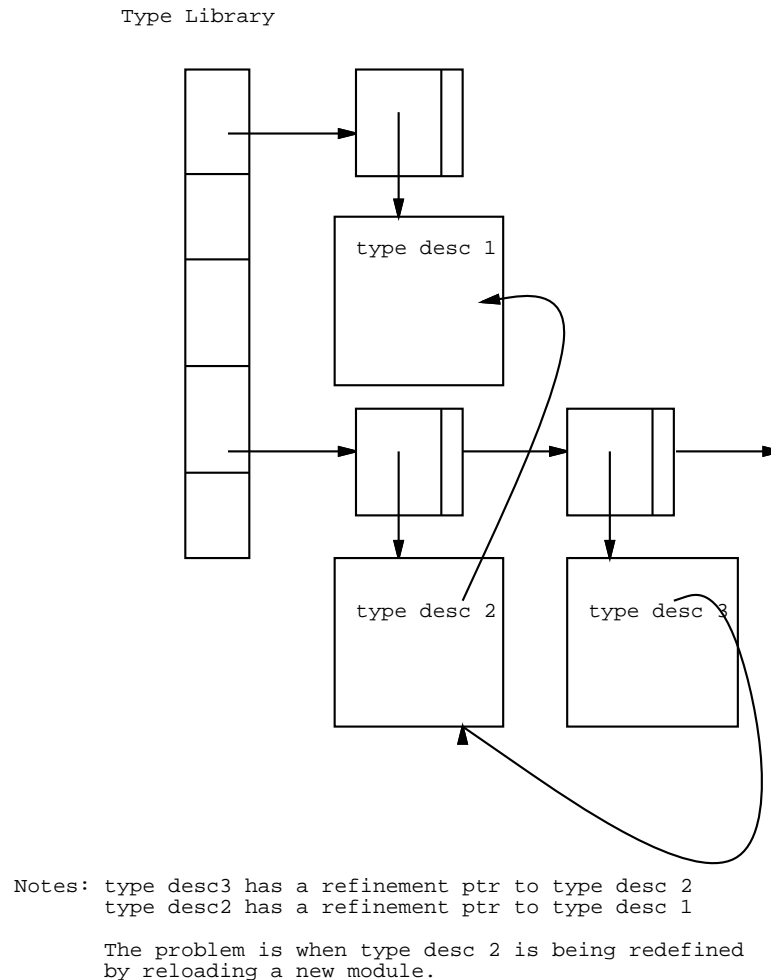 Type Library
type desc 1
type desc 2
type desc 3
Notes: type desc3 has a refinement ptr to type desc 2
type desc2 has a refinement ptr to type desc 1
The problem is when type desc 2 is being redefined
by reloading a new module.